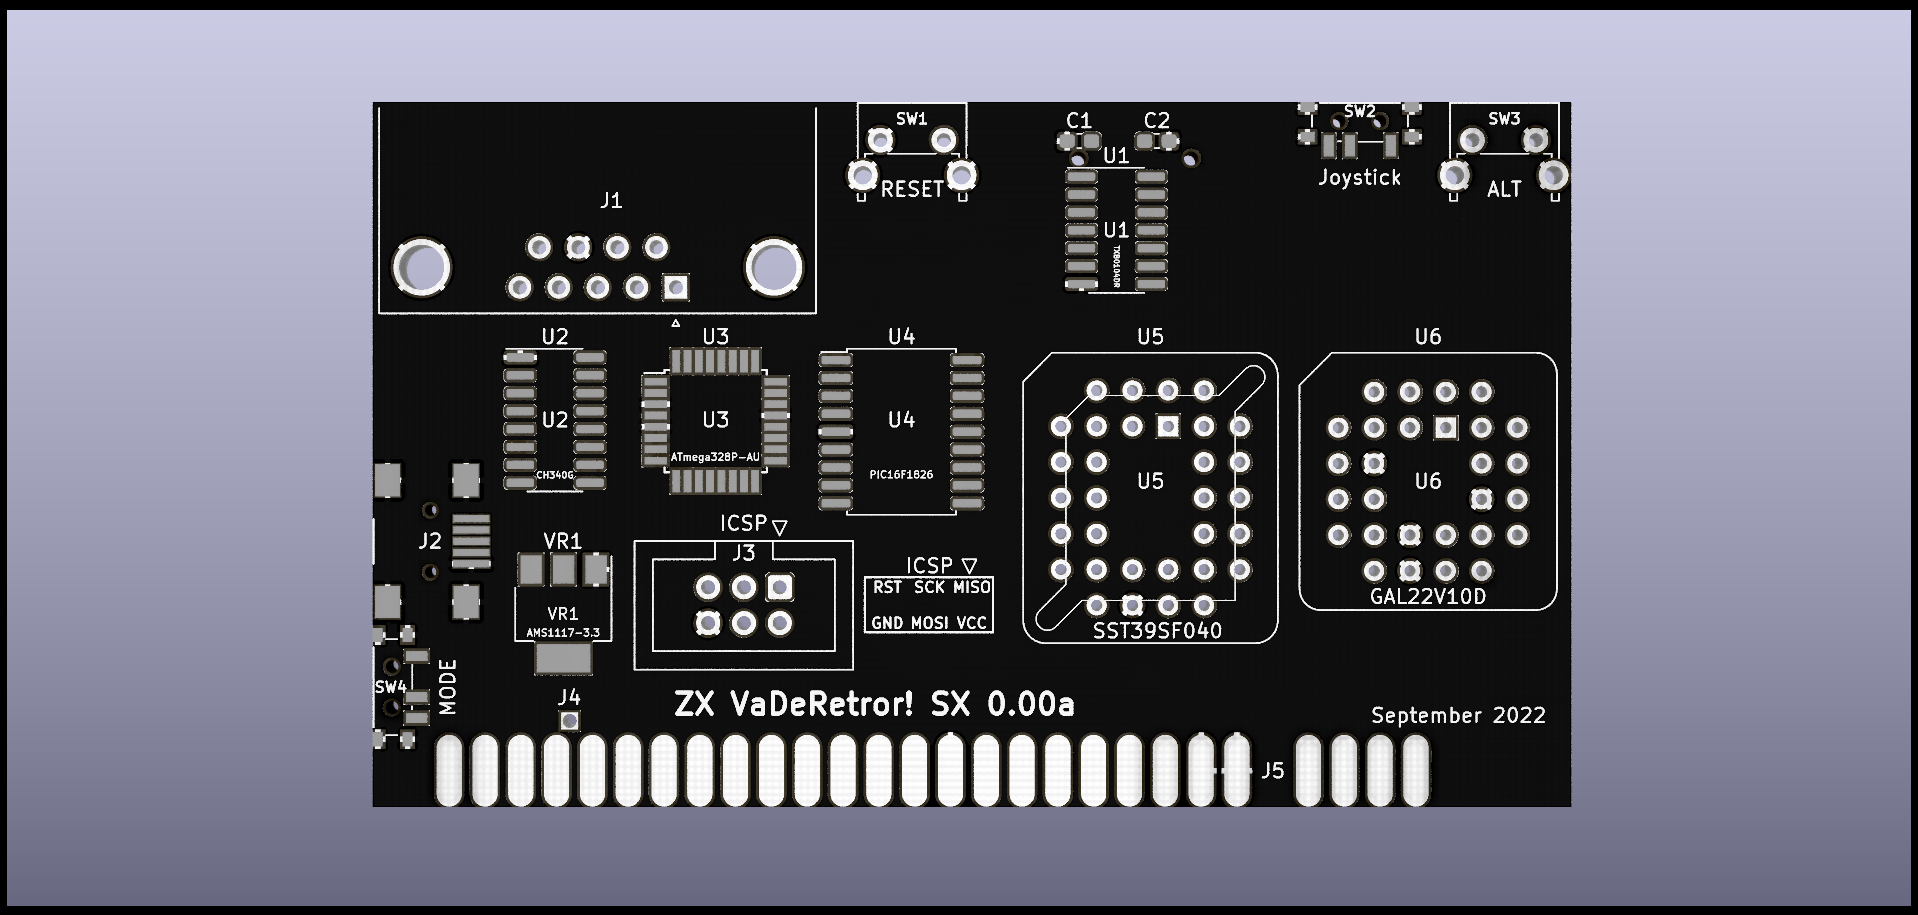 SW1
RESET
C1 C2
U1
U1
TXB0104DR
SW2
Joystick
SW3
ALT
J1
U2
U2
CH340G
U3
U3
ATmega328P-AU
U4
U4
PIC16F1826
U5
U5
SST39SF040
U6
U6
GAL22V10D
J2
VR1
VR1
AMS1117-3.3
ICSP
J3
ICSP
RST SCK MISO
GND MOSI VCC
SW4
MODE
J4
ZX VaDeRetror! SX 0.00a
September 2022
J5